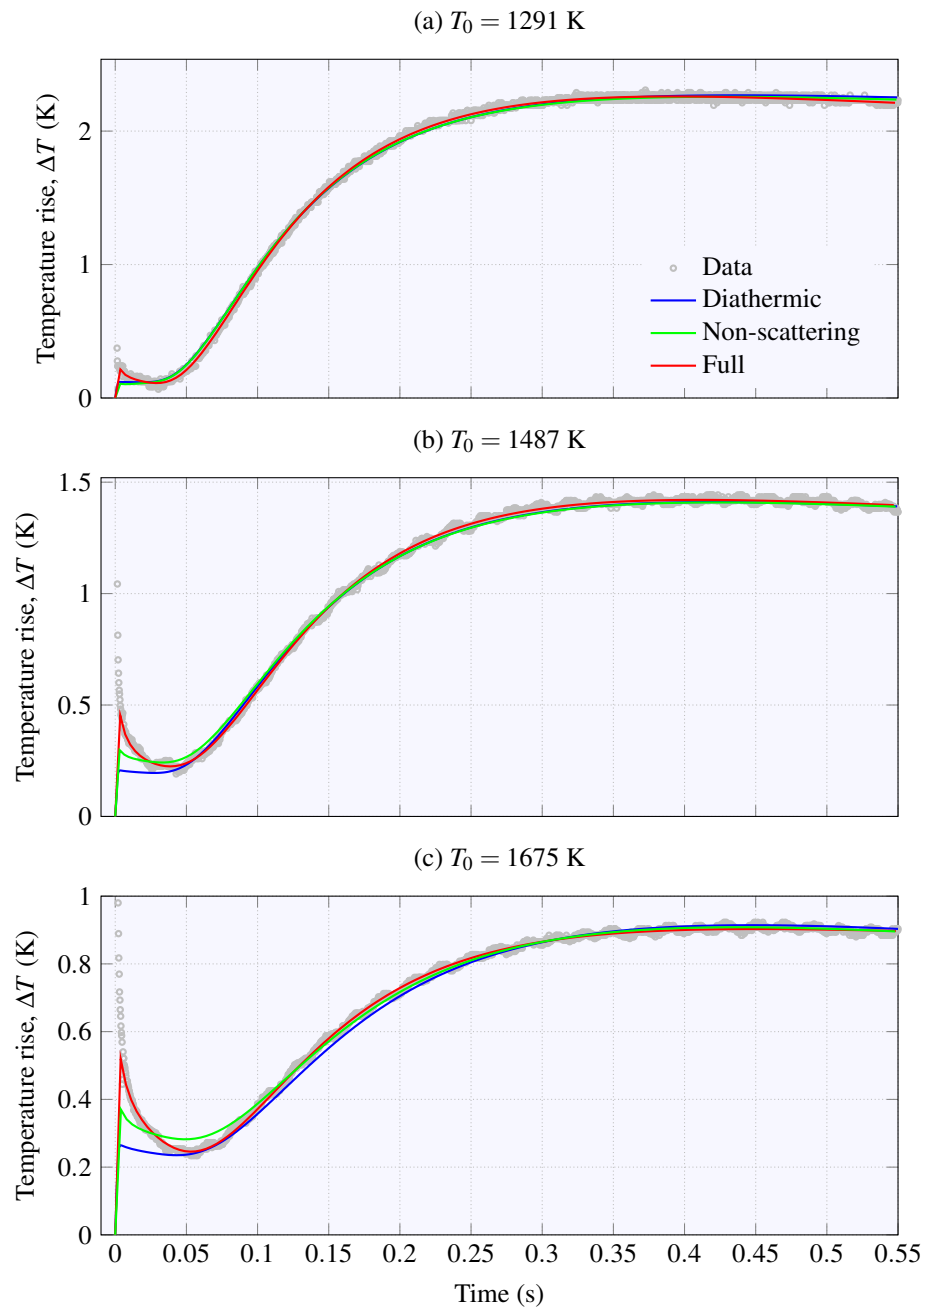 (a) T₀ = 1291 K
Temperature rise, ΔT (K)
2
1
0
Data
Diathermic
Non-scattering
Full
(b) T₀ = 1487 K
Temperature rise, ΔT (K)
1.5
1
0.5
0
(c) T₀ = 1675 K
Temperature rise, ΔT (K)
1
0.8
0.6
0.4
0.2
0
0 0.05 0.1 0.15 0.2 0.25 0.3 0.35 0.4 0.45 0.5 0.55
Time (s)